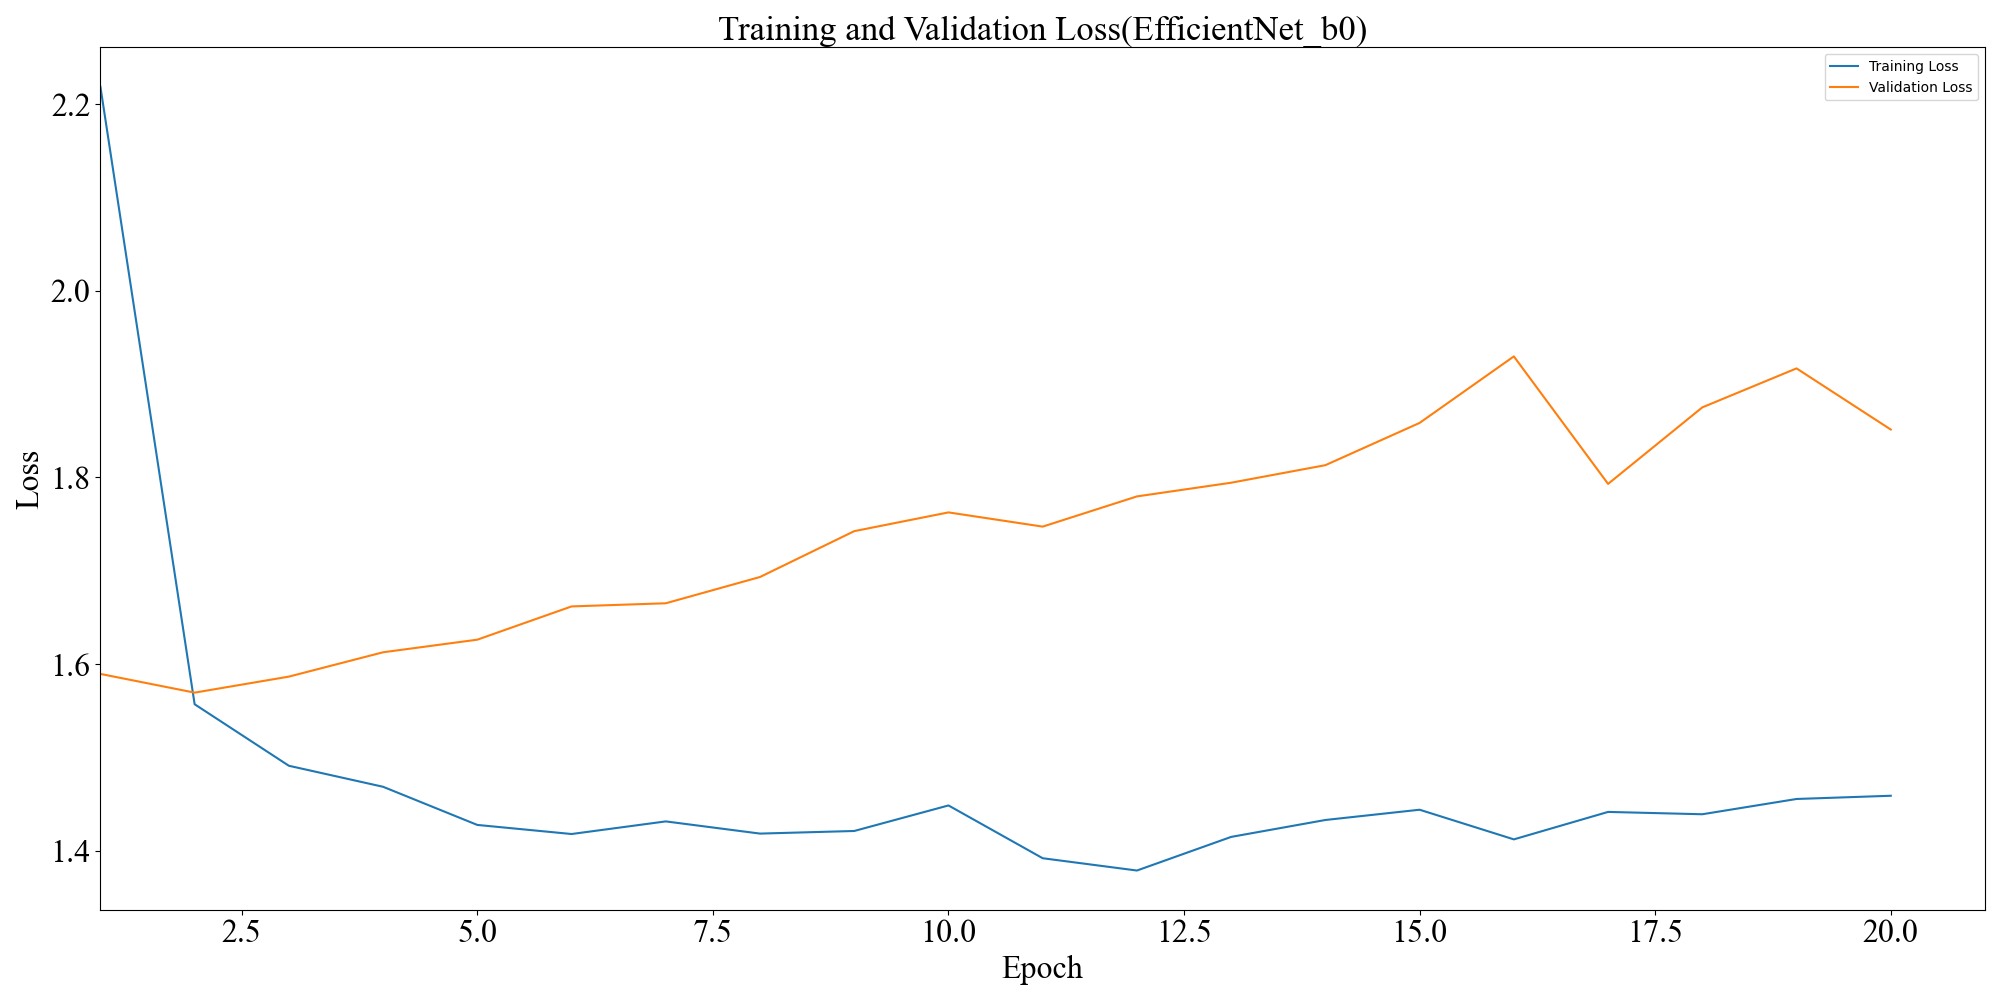 Training and Validation Loss(EfficientNet_b0)
Training Loss
Validation Loss
2.2
2.0
1.8
1.6
1.4
Loss
2.5 5.0 7.5 10.0 12.5 15.0 17.5 20.0
Epoch